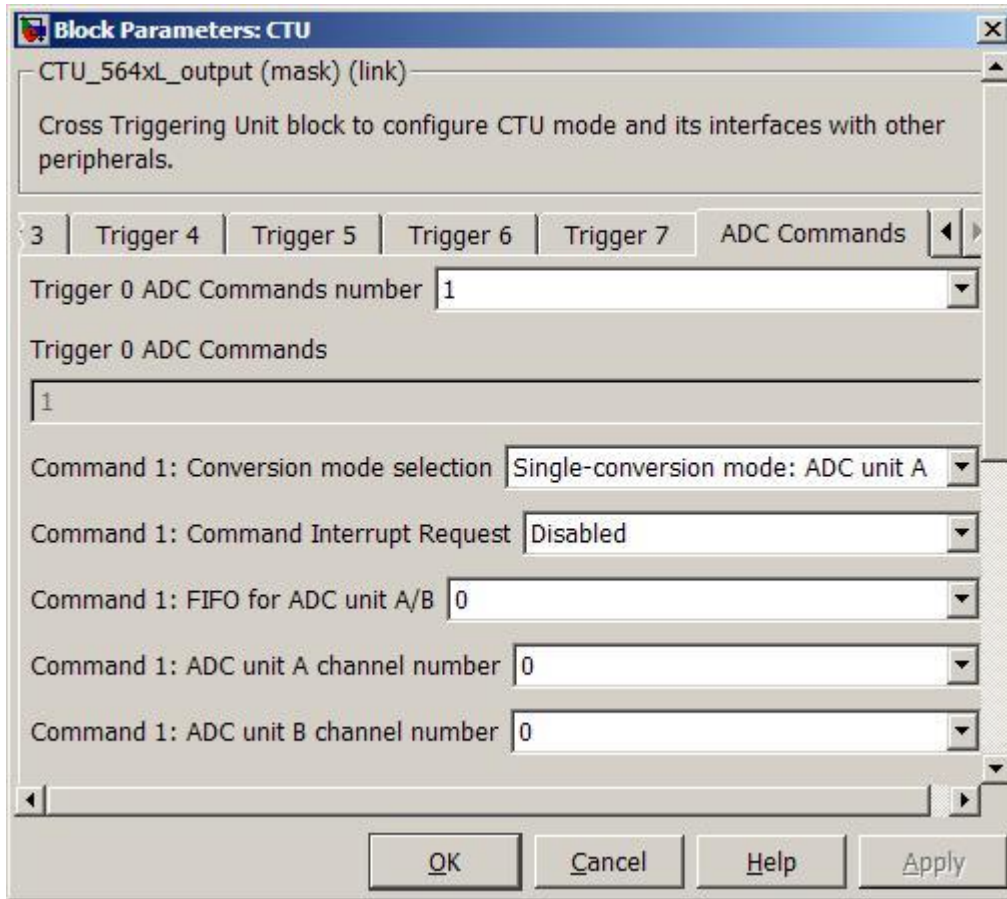 Block Parameters: CTU
CTU_564xL_output (mask) (link)
Cross Triggering Unit block to configure CTU mode and its interfaces with other
peripherals.
3 Trigger 4 Trigger 5 Trigger 6 Trigger 7 ADC Commands
Trigger 0 ADC Commands number 1
Trigger 0 ADC Commands
1
Command 1: Conversion mode selection Single-conversion mode: ADC unit A
Command 1: Command Interrupt Request Disabled
Command 1: FIFO for ADC unit A/B 0
Command 1: ADC unit A channel number 0
Command 1: ADC unit B channel number 0
OK Cancel Help Apply